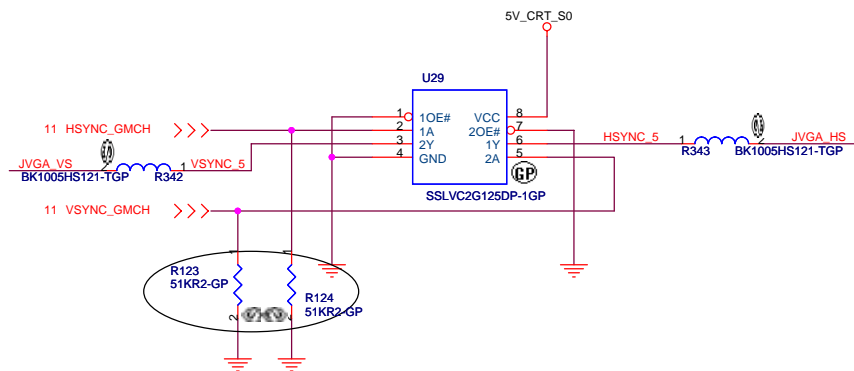 5V_CRT_S0
U29
1 1OE# VCC 8
11 HSYNC_GMCH 2 1A 2OE# 7
3 2Y 1Y 6 HSYNC_5 1 JVGA_HS
4 GND 2A 5 R343 BK1005HS121-TGP
JVGA_VS 1 VSYNC_5
BK1005HS121-TGP R342
GP
SSLVC2G125DP-1GP
11 VSYNC_GMCH
1 1
R123
51KR2-GP
R124
51KR2-GP
2 2